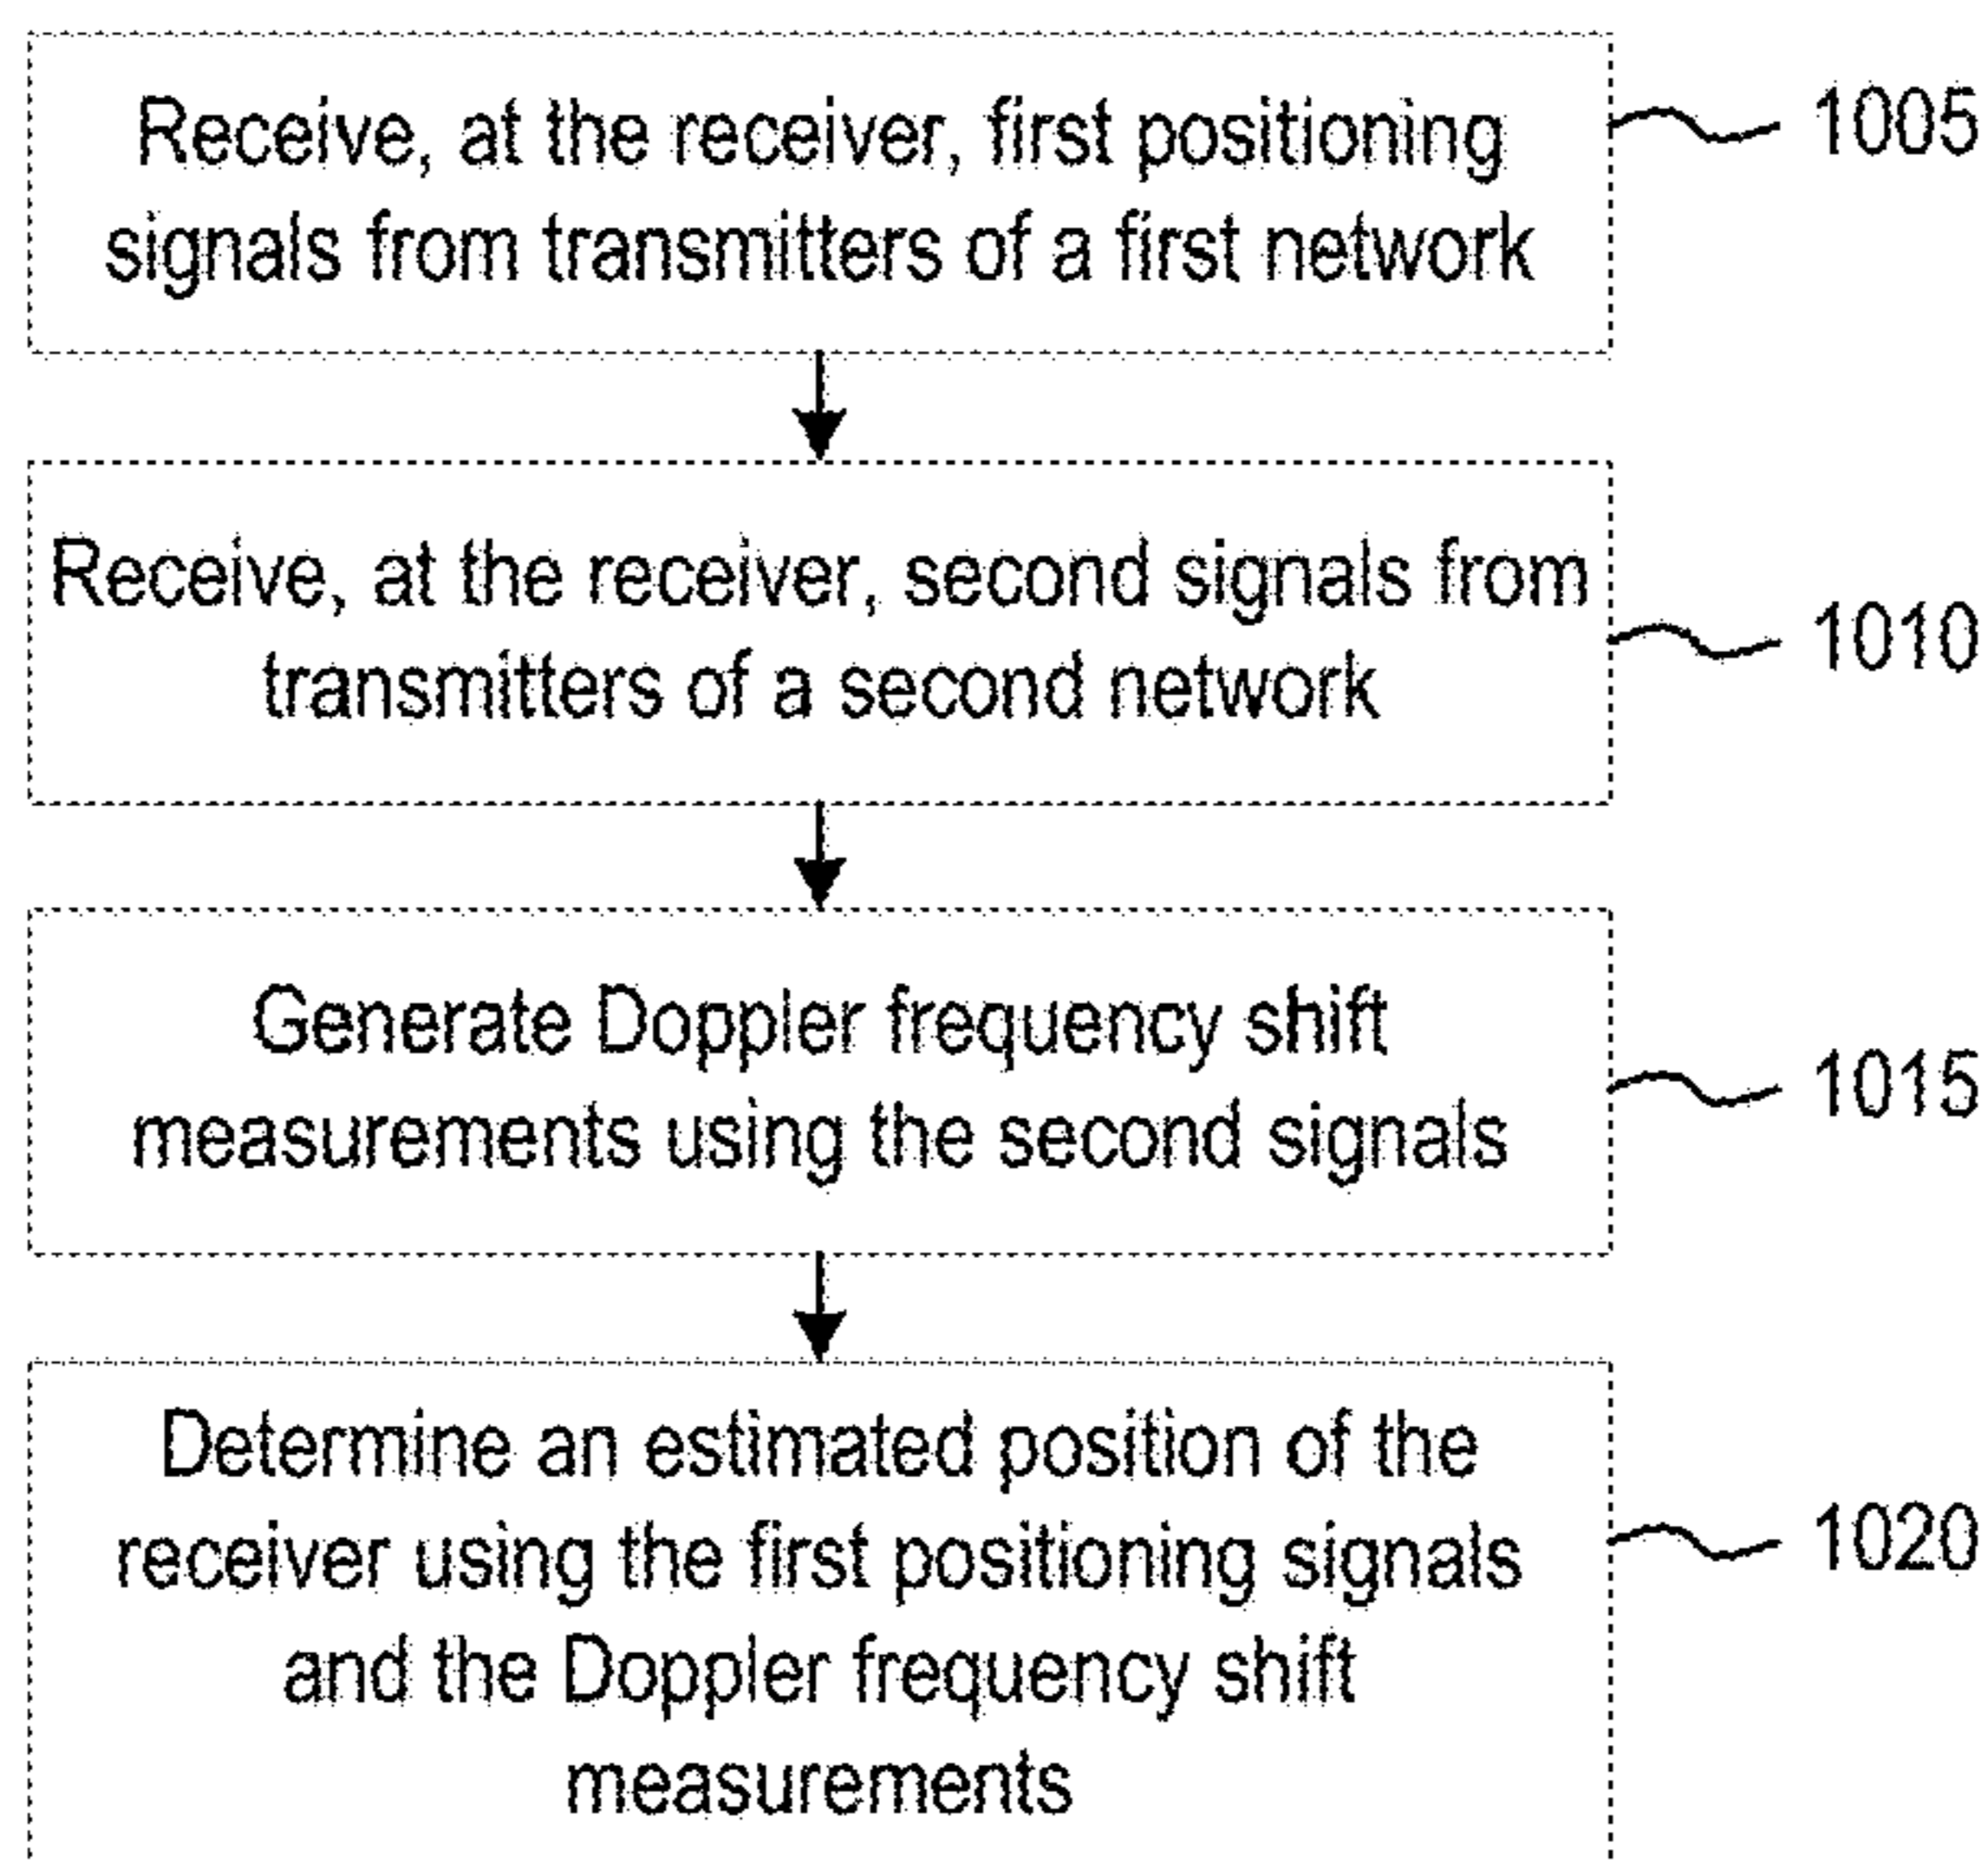 Receive, at the receiver, first positioning
signals from transmitters of a first network
1005
Receive, at the receiver, second signals from
transmitters of a second network
1010
Generate Doppler frequency shift
measurements using the second signals
1015
Determine an estimated position of the
receiver using the first positioning signals
and the Doppler frequency shift
measurements
1020